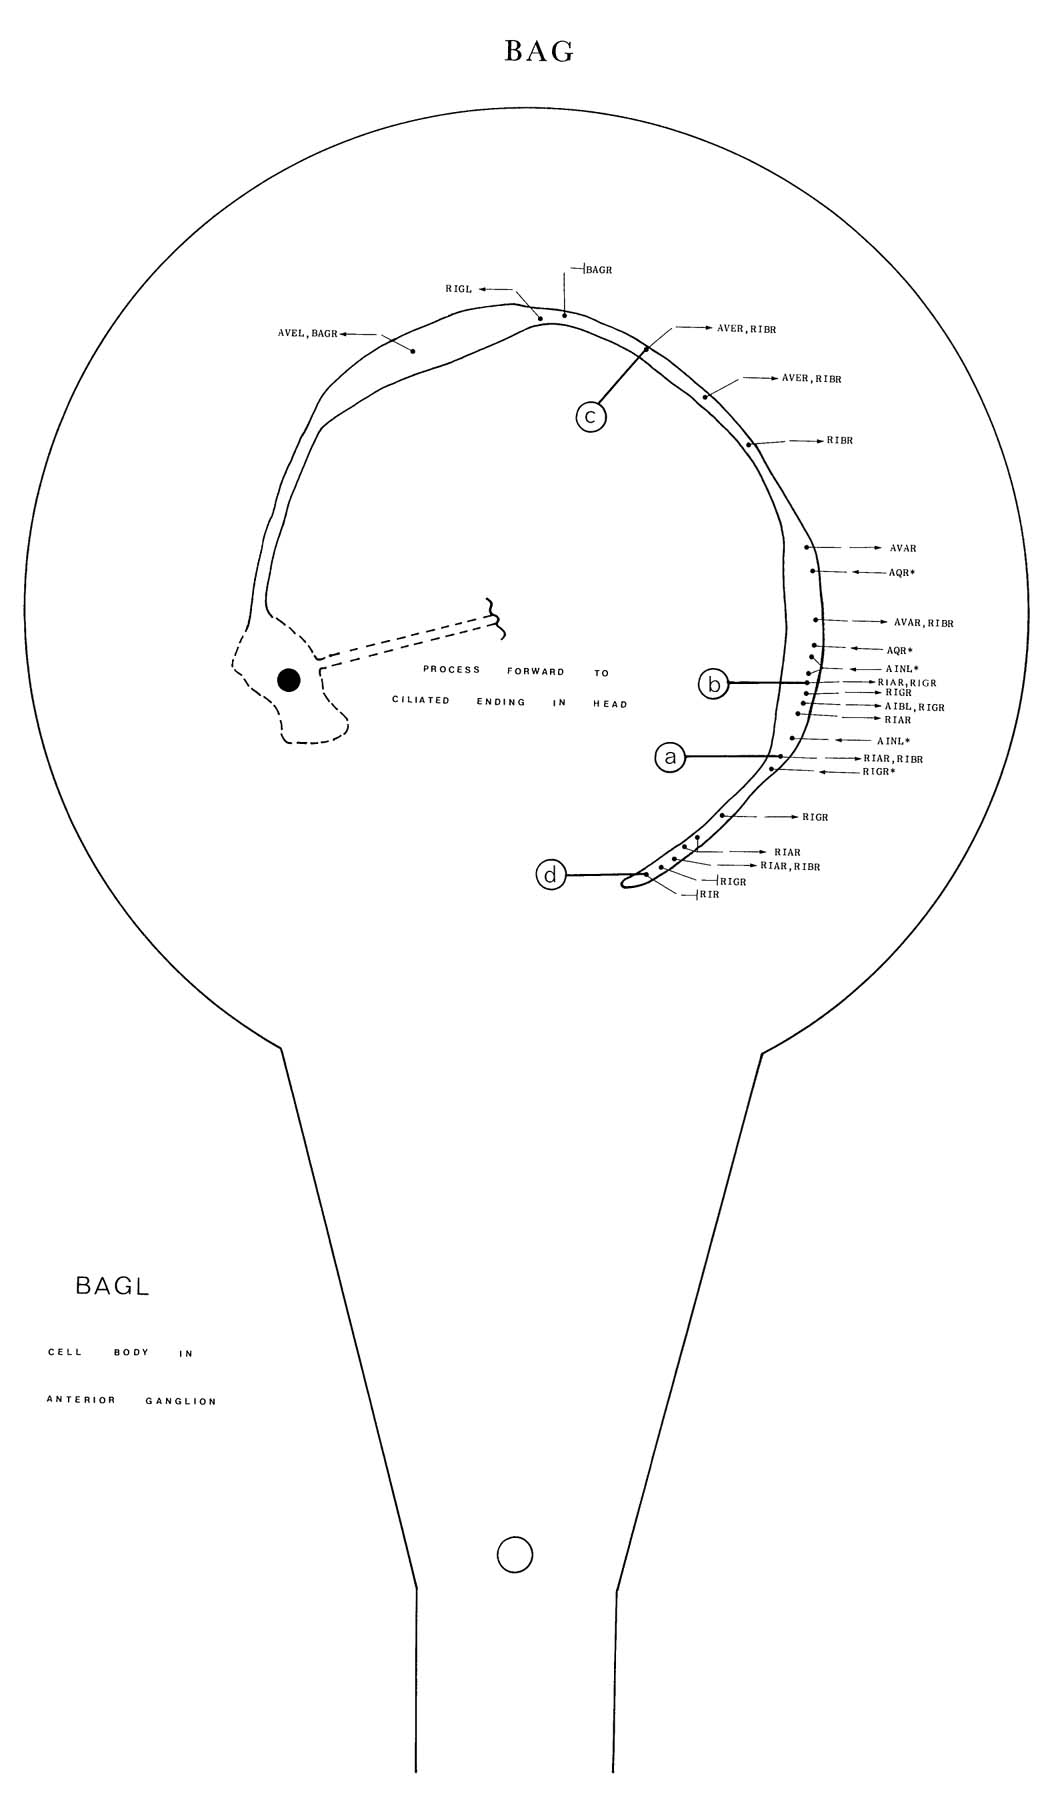 BAG
BAGR
RIGL
AVER,RIBR
AVEL,BAGR
AVER,RIBR
c
RIBR
AVAR
AQR*
AVAR,RIBR
AQR*
AINL*
PROCESS FORWARD TO
CILIATED ENDING IN HEAD
b
RIAR,RIGR
RIGR
AIBL,RIGR
RIAR
AINL*
a
RIAR,RIBR
RIGR*
RIGR
RIAR
RIAR,RIBR
d
RIGR
RIR
BAGL
CELL BODY IN
ANTERIOR GANGLION